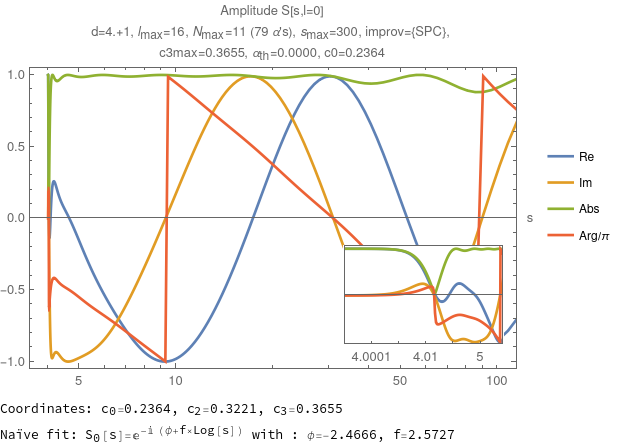 Amplitude S[s,l=0]
d=4.+1, lmax=16, Nmax=11 (79 α's), smax=300, improv={SPC},
c3max=0.3655, αth=0.0000, c0=0.2364
1.0
0.5
0.0
-0.5
-1.0
s
Re
Im
Abs
Arg/π
4.0001 4.01 5
5 10 50 100
Coordinates: c0=0.2364, c2=0.3221, c3=0.3655
Naïve fit: S0[s]=e^-i (ϕ+f×Log[s]) with : ϕ=-2.4666, f=2.5727